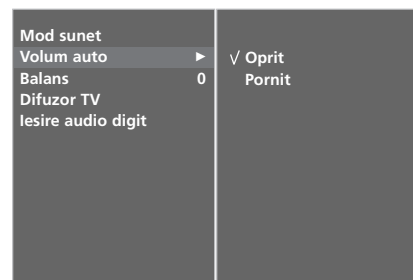 Mod sunet
Volum auto ►
Balans 0
Difuzor TV
Iesire audio digit
√ Oprit
Pornit